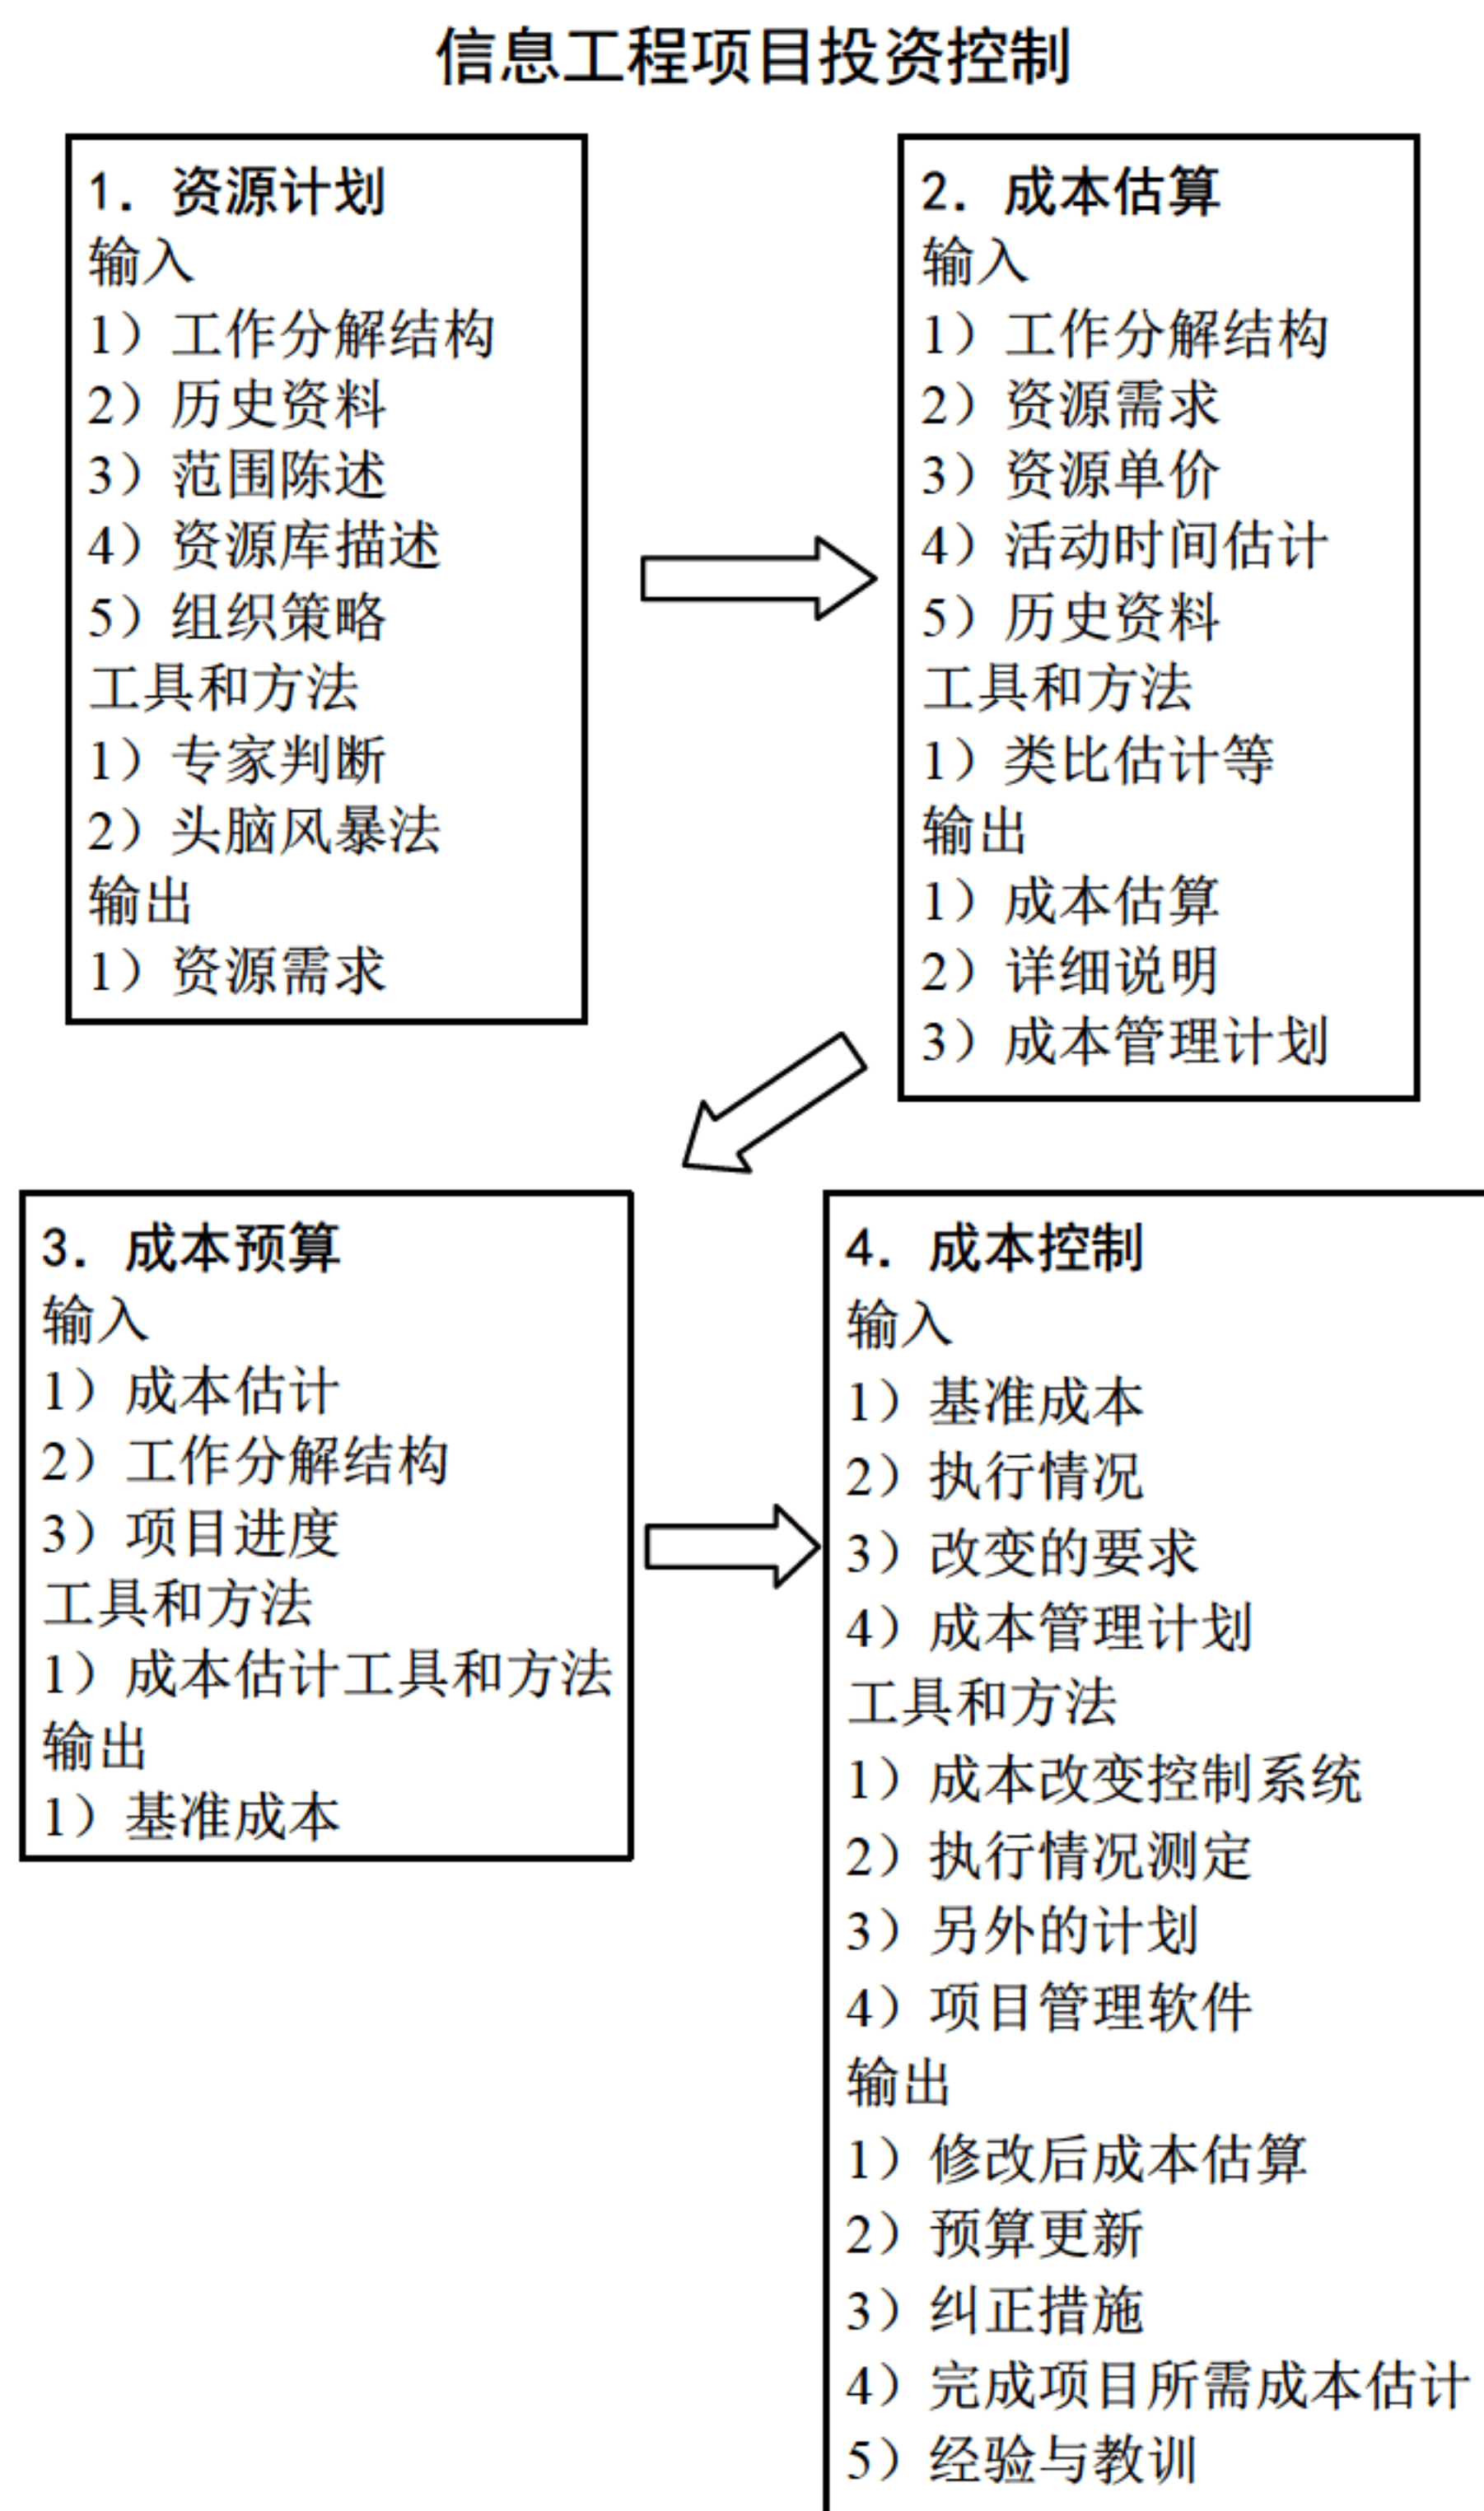 信息工程项目投资控制
1. 资源计划
输入
1）工作分解结构
2）历史资料
3）范围陈述
4）资源库描述
5）组织策略
工具和方法
1）专家判断
2）头脑风暴法
输出
1）资源需求
2. 成本估算
输入
1）工作分解结构
2）资源需求
3）资源单价
4）活动时间估计
5）历史资料
工具和方法
1）类比估计等
输出
1）成本估算
2）详细说明
3）成本管理计划
3. 成本预算
输入
1）成本估计
2）工作分解结构
3）项目进度
工具和方法
1）成本估计工具和方法
输出
1）基准成本
4. 成本控制
输入
1）基准成本
2）执行情况
3）改变的要求
4）成本管理计划
工具和方法
1）成本改变控制系统
2）执行情况测定
3）另外的计划
4）项目管理软件
输出
1）修改后成本估算
2）预算更新
3）纠正措施
4）完成项目所需成本估计
5）经验与教训